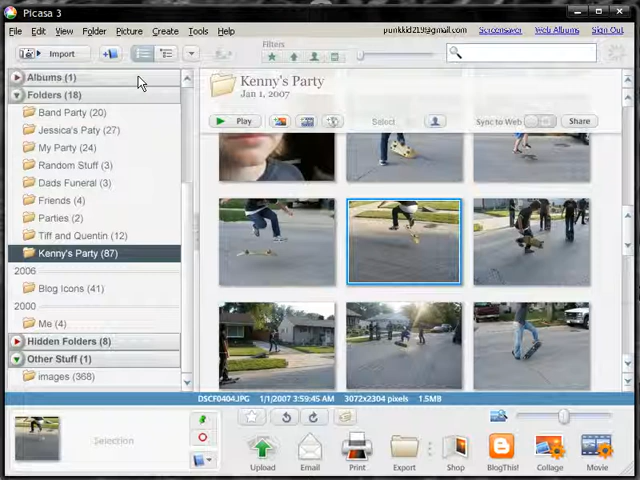 Picasa 3
File Edit View Folder Picture Create Tools Help
punkkid219@gmail.com Screensaver Web Albums Sign Out
Import
Filters
Albums (1)
Folders (18)
Band Party (20)
Jessica's Paty (27)
My Party (24)
Random Stuff (3)
Dads Funeral (3)
Friends (4)
Parties (2)
Tiff and Quentin (12)
Kenny's Party (87)
2006
Blog Icons (41)
2000
Me (4)
Hidden Folders (8)
Other Stuff (1)
images (368)
Kenny's Party
Jan 1, 2007
Play Select Sync to Web Share
DSCF0404.JPG 1/1/2007 3:59:45 AM 3072x2304 pixels 1.5MB
Selection
Upload Email Print Export Shop BlogThis! Collage Movie